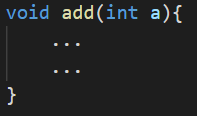 void add(int a){
    ...
    ...
}